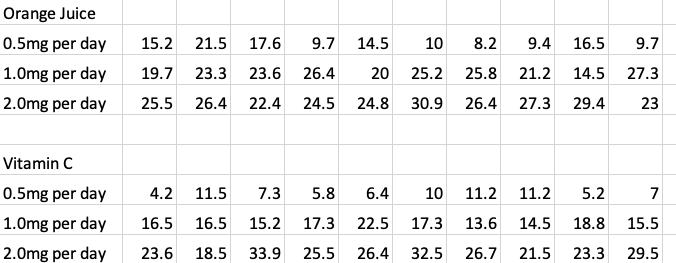 Orange Juice
0.5mg per day 15.2 21.5 17.6 9.7 14.5 10 8.2 9.4 16.5 9.7
1.0mg per day 19.7 23.3 23.6 26.4 20 25.2 25.8 21.2 14.5 27.3
2.0mg per day 25.5 26.4 22.4 24.5 24.8 30.9 26.4 27.3 29.4 23
Vitamin C
0.5mg per day 4.2 11.5 7.3 5.8 6.4 10 11.2 11.2 5.2 7
1.0mg per day 16.5 16.5 15.2 17.3 22.5 17.3 13.6 14.5 18.8 15.5
2.0mg per day 23.6 18.5 33.9 25.5 26.4 32.5 26.7 21.5 23.3 29.5